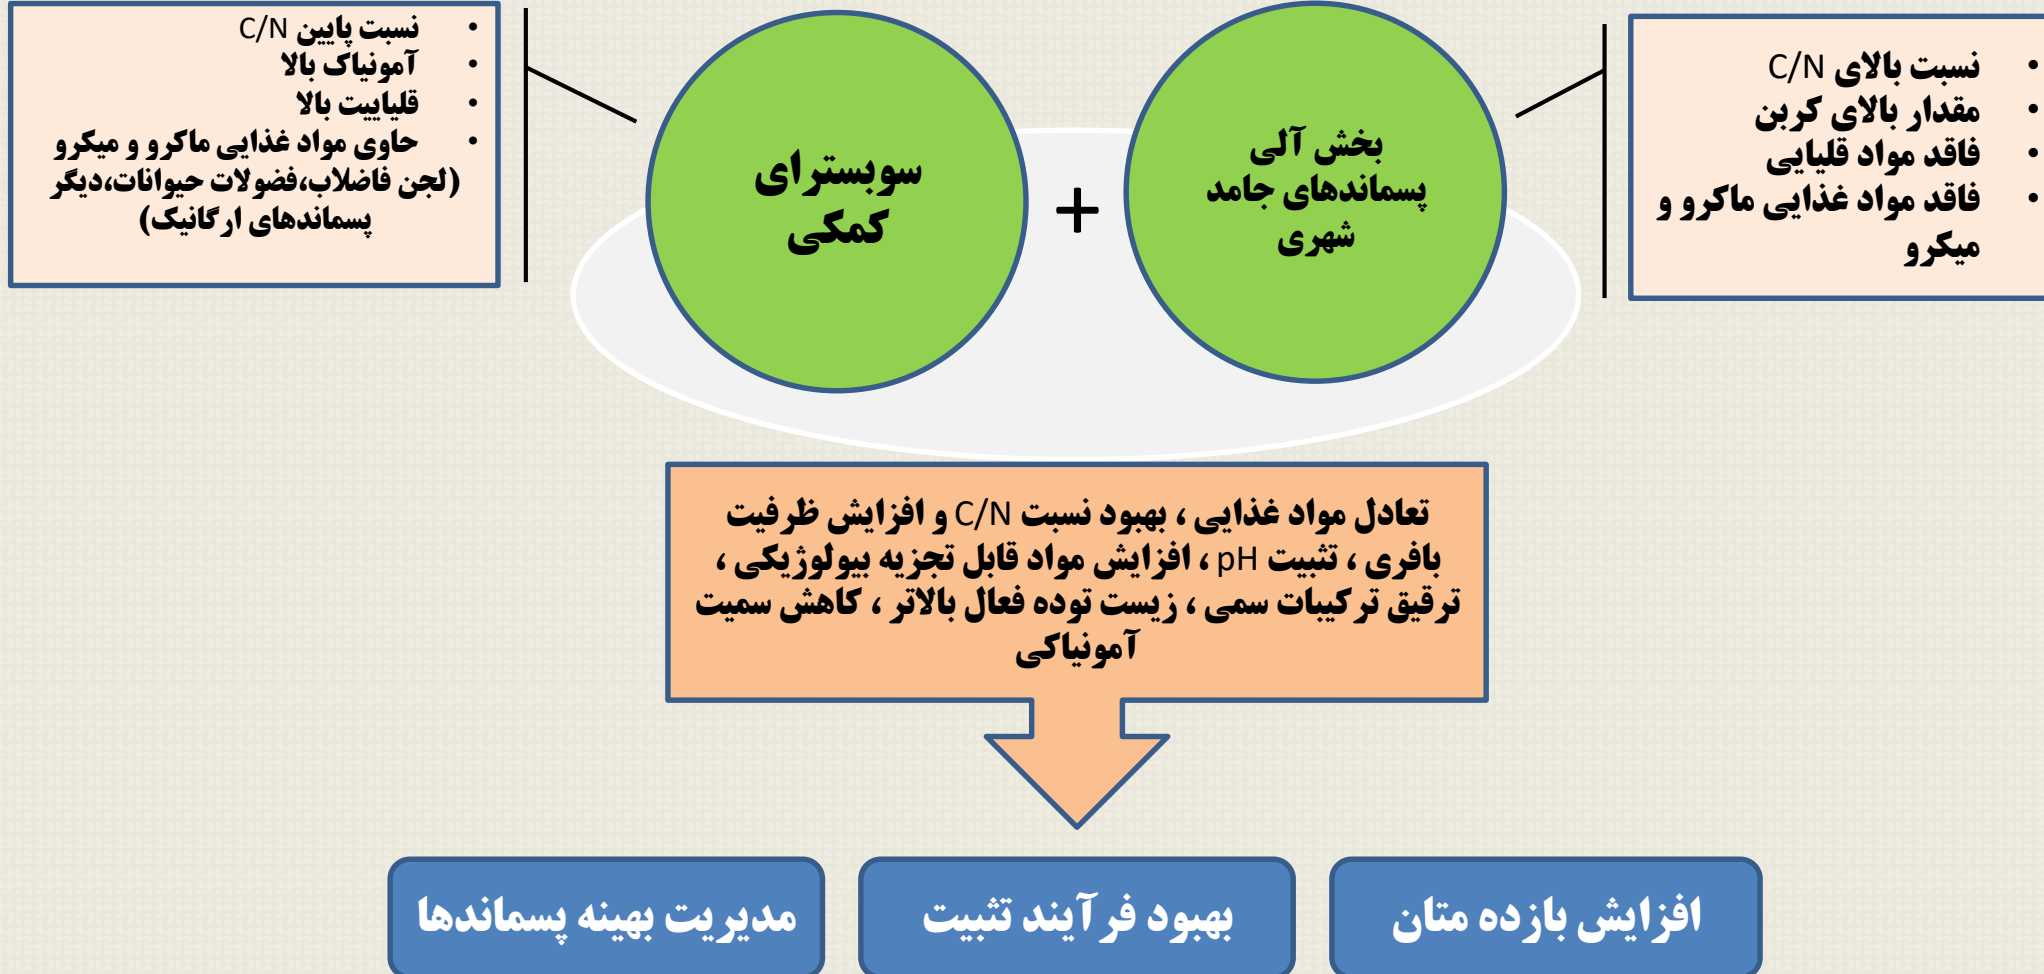 • نسبت بالای C/N
• مقدار بالای کربن
• فاقد مواد قلیایی
• فاقد مواد غذایی ماکرو و
میکرو
بخش آلی
پسماندهای جامد
شهری
+
سوبسترای
کمکی
• نسبت پایین C/N
• آمونیاک بالا
• قلیاییت بالا
• حاوی مواد غذایی ماکرو و میکرو
(لجن فاضلاب،فضولات حیوانات،دیگر
پسماندهای ارگانیک)
تعادل مواد غذایی ، بهبود نسبت C/N و افزایش ظرفیت
بافری ، تثبیت pH ، افزایش مواد قابل تجزیه بیولوژیکی ،
ترقیق ترکیبات سمی ، زیست توده فعال بالاتر ، کاهش سمیت
آمونیاکی
افزایش بازده متان
بهبود فرآیند تثبیت
مدیریت بهینه پسماندها